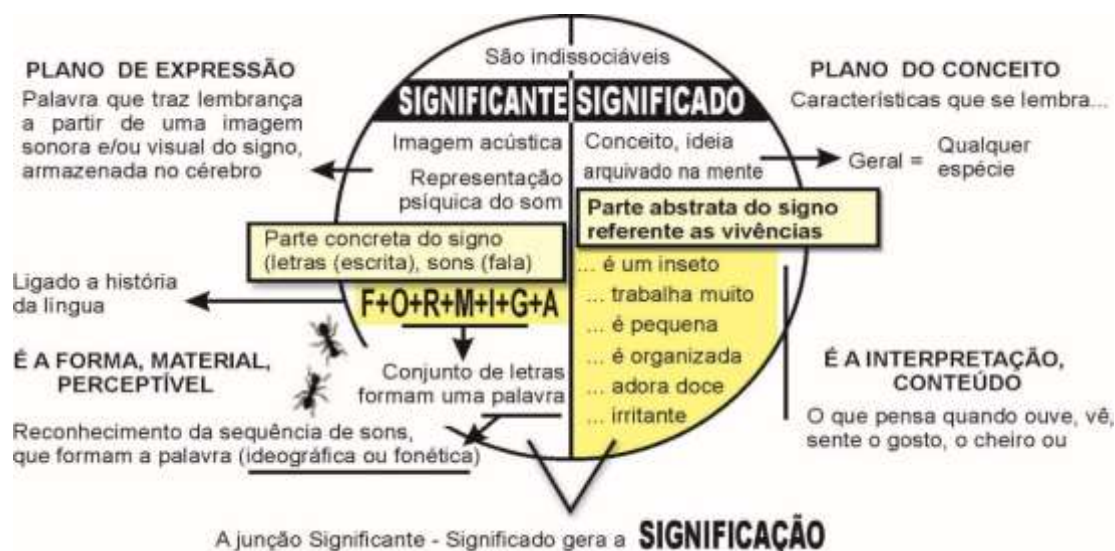 São indissociáveis
PLANO DE EXPRESSÃO
Palavra que traz lembrança
a partir de uma imagem
sonora e/ou visual do signo,
armazenada no cérebro
SIGNIFICANTE
Imagem acústica
Representação
psíquica do som
Parte concreta do signo
(letras (escrita), sons (fala)
Ligado a história
da língua
F+O+R+M+I+G+A
É A FORMA, MATERIAL,
PERCEPTÍVEL
Conjunto de letras
formam uma palavra
Reconhecimento da sequência de sons,
que formam a palavra (ideográfica ou fonética)
SIGNIFICADO
Conceito, ideia
arquivado na mente
Parte abstrata do signo
referente as vivências
... é um inseto
... trabalha muito
... é pequena
... é organizada
... adora doce
... irritante
PLANO DO CONCEITO
Características que se lembra...
Geral = Qualquer
espécie
É A INTERPRETAÇÃO,
CONTEÚDO
O que pensa quando ouve, vê,
sente o gosto, o cheiro ou
A junção Significante - Significado gera a SIGNIFICAÇÃO